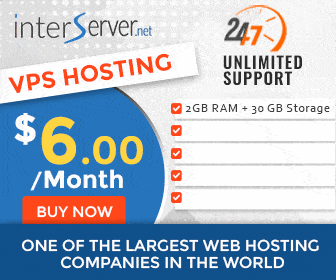 interServer.net
24-7
UNLIMITED
SUPPORT
VPS HOSTING
$6.00
/Month
BUY NOW
2GB RAM + 30 GB Storage
ONE OF THE LARGEST WEB HOSTING
COMPANIES IN THE WORLD